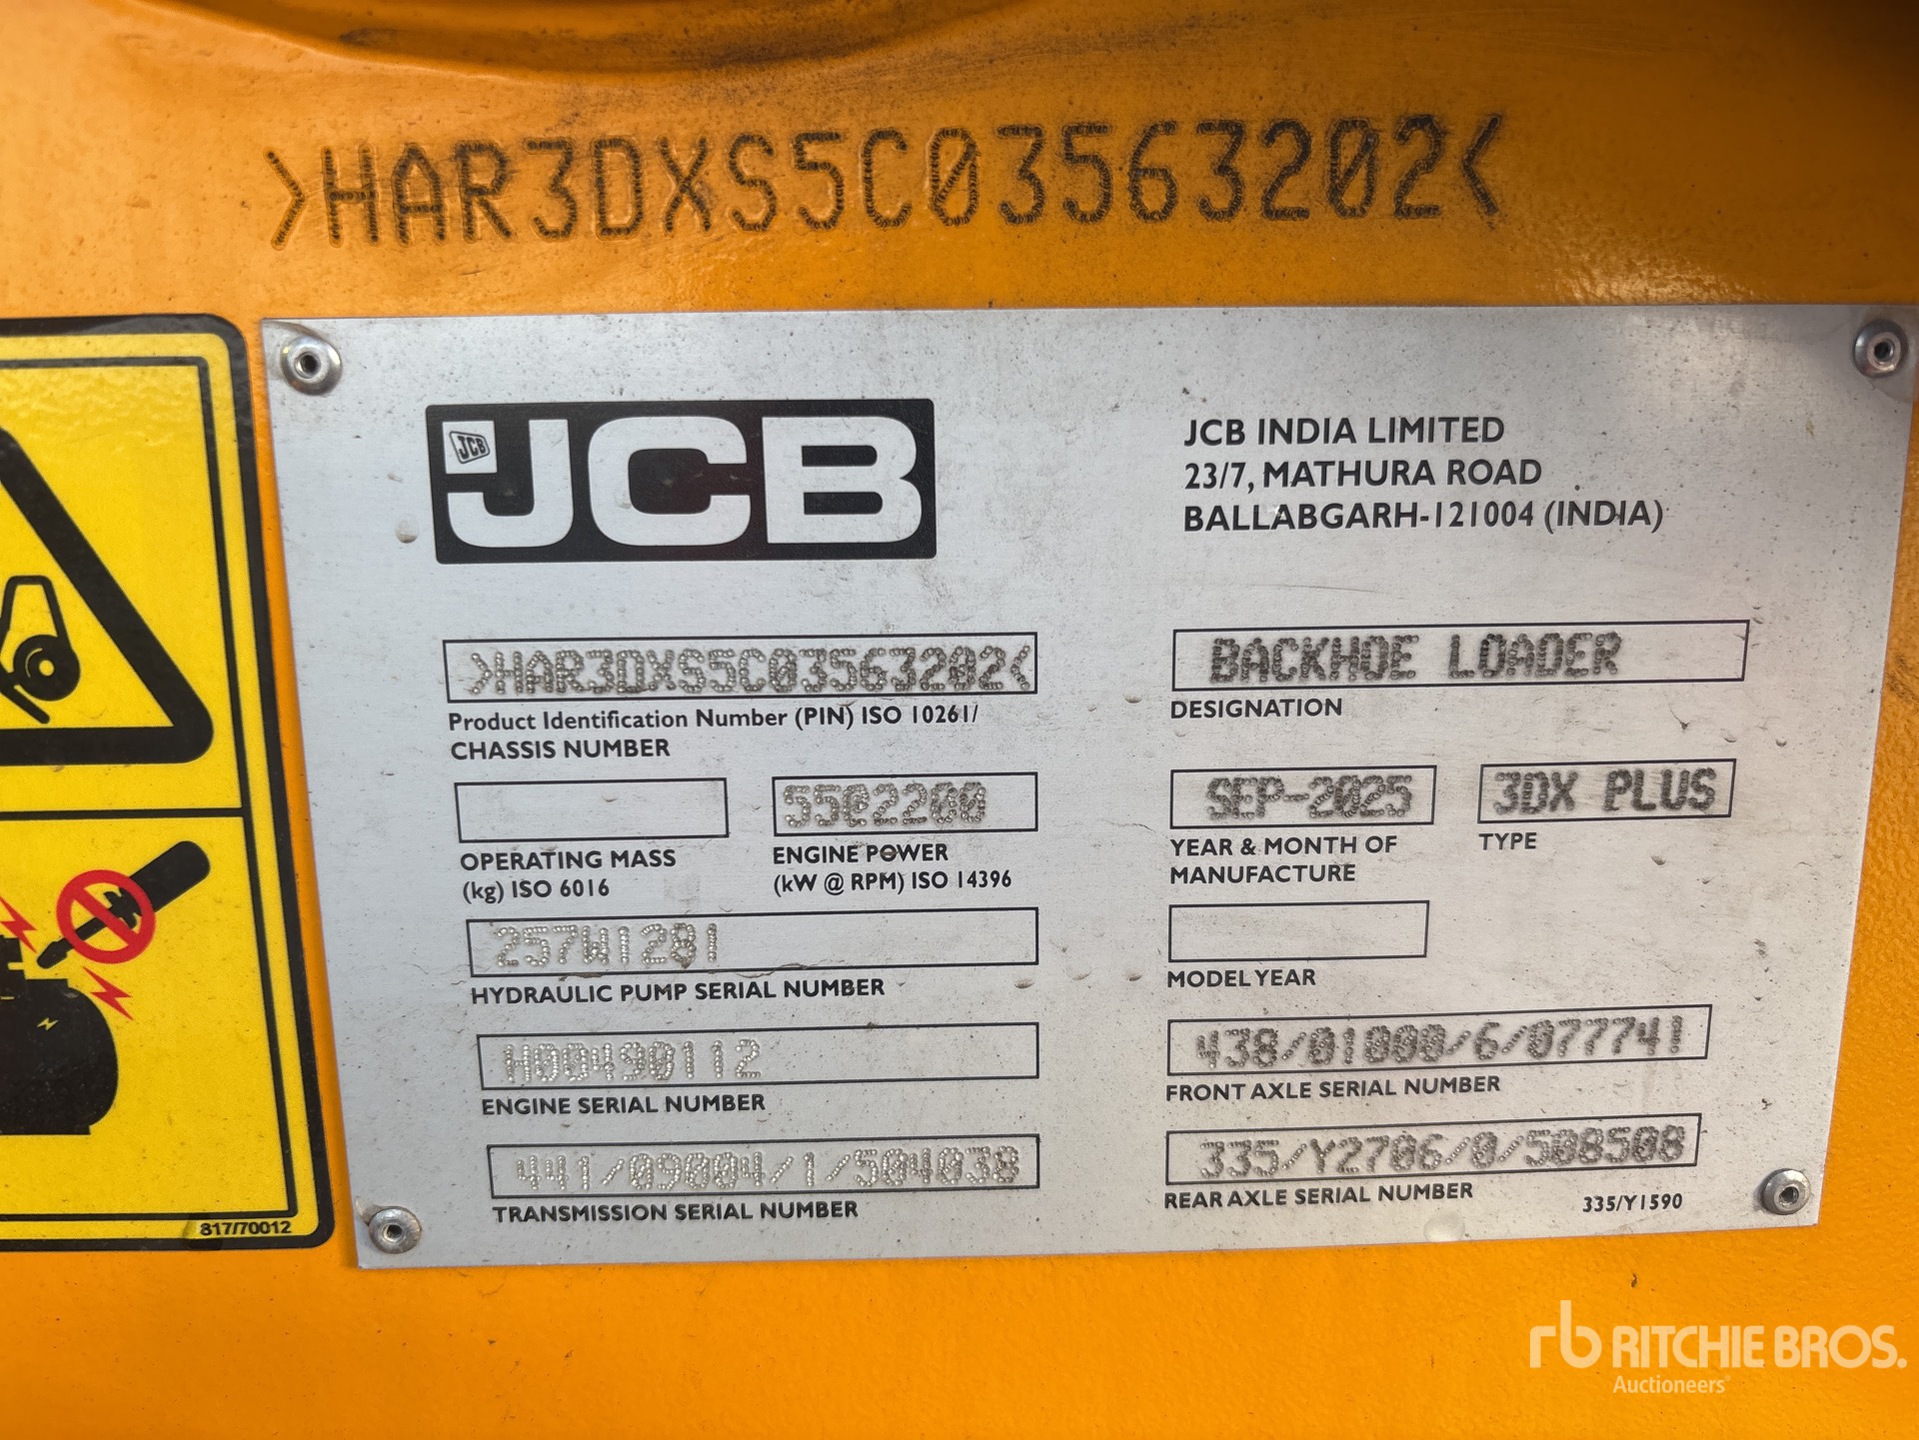 >HAR3DXS5C03563202<
JCB
JCB
JCB INDIA LIMITED
23/7, MATHURA ROAD
BALLABGARH-121004 (INDIA)
>HAR3DXS5C03563202<
Product Identification Number (PIN) ISO 10261/
CHASSIS NUMBER
BACKHOE LOADER
DESIGNATION
5502200
OPERATING MASS
(kg) ISO 6016
ENGINE POWER
(kW @ RPM) ISO 14396
SEP-2025
YEAR & MONTH OF
MANUFACTURE
3DX PLUS
TYPE
257W1281
HYDRAULIC PUMP SERIAL NUMBER
MODEL YEAR
H00490112
ENGINE SERIAL NUMBER
438/01000/6/077741
FRONT AXLE SERIAL NUMBER
441/09004/1/504038
TRANSMISSION SERIAL NUMBER
335/Y2706/0/508508
REAR AXLE SERIAL NUMBER
335/Y1590
817/70012
rb RITCHIE BROS.
Auctioneers